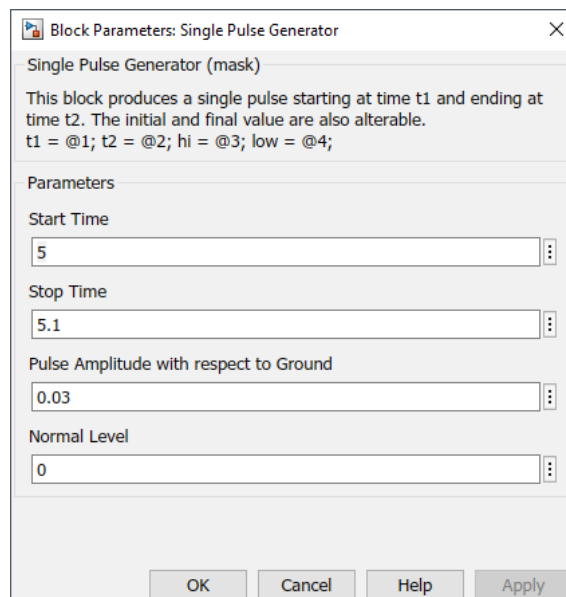 Block Parameters: Single Pulse Generator
Single Pulse Generator (mask)
This block produces a single pulse starting at time t1 and ending at
time t2. The initial and final value are also alterable.
t1 = @1; t2 = @2; hi = @3; low = @4;
Parameters
Start Time
5
Stop Time
5.1
Pulse Amplitude with respect to Ground
0.03
Normal Level
0
OK Cancel Help Apply